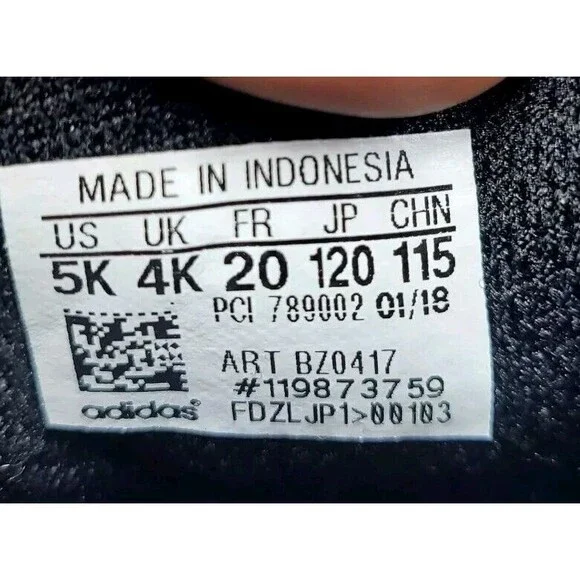 MADE IN INDONESIA
US UK FR JP CHN
5K 4K 20 120 115
PCI 789002 01/18
ART BZ0417
#119873759
adidas® FDZLJP1>00103